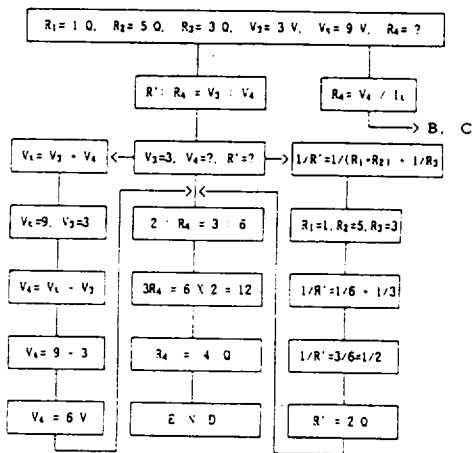 R₁ = 1 Q, R₂ = 5 Q, R₃ = 3 Q, V₃ = 3 V, Vₜ = 9 V, R₄ = ?
R' : R₄ = V₃ : V₄
R₄ = V₄ / Iₜ
B, C
Vₜ = V₃ + V₄
V₃=3, V₄=?, R'=?
1/R'=1/(R₁+R₂) + 1/R₃
Vₜ=9, V₃=3
2 : R₄ = 3 : 6
R₁=1, R₂=5, R₃=3
V₄= Vₜ - V₃
3R₄ = 6 X 2 = 12
1/R'=1/6 + 1/3
V₄ = 9 - 3
R₄ = 4 Q
1/R'=3/6=1/2
V₄ = 6 V
E N D
R' = 2 Q